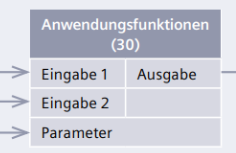 Anwendungsfunktionen
(30)
Eingabe 1 Ausgabe
Eingabe 2
Parameter